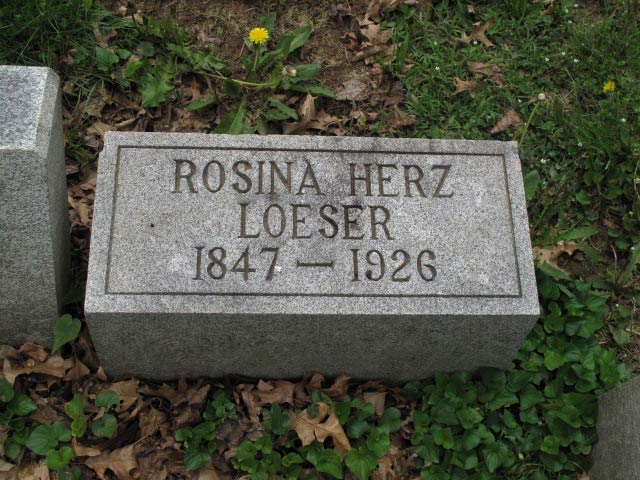 ROSINA HERZ
LOESER
1847 — 1926